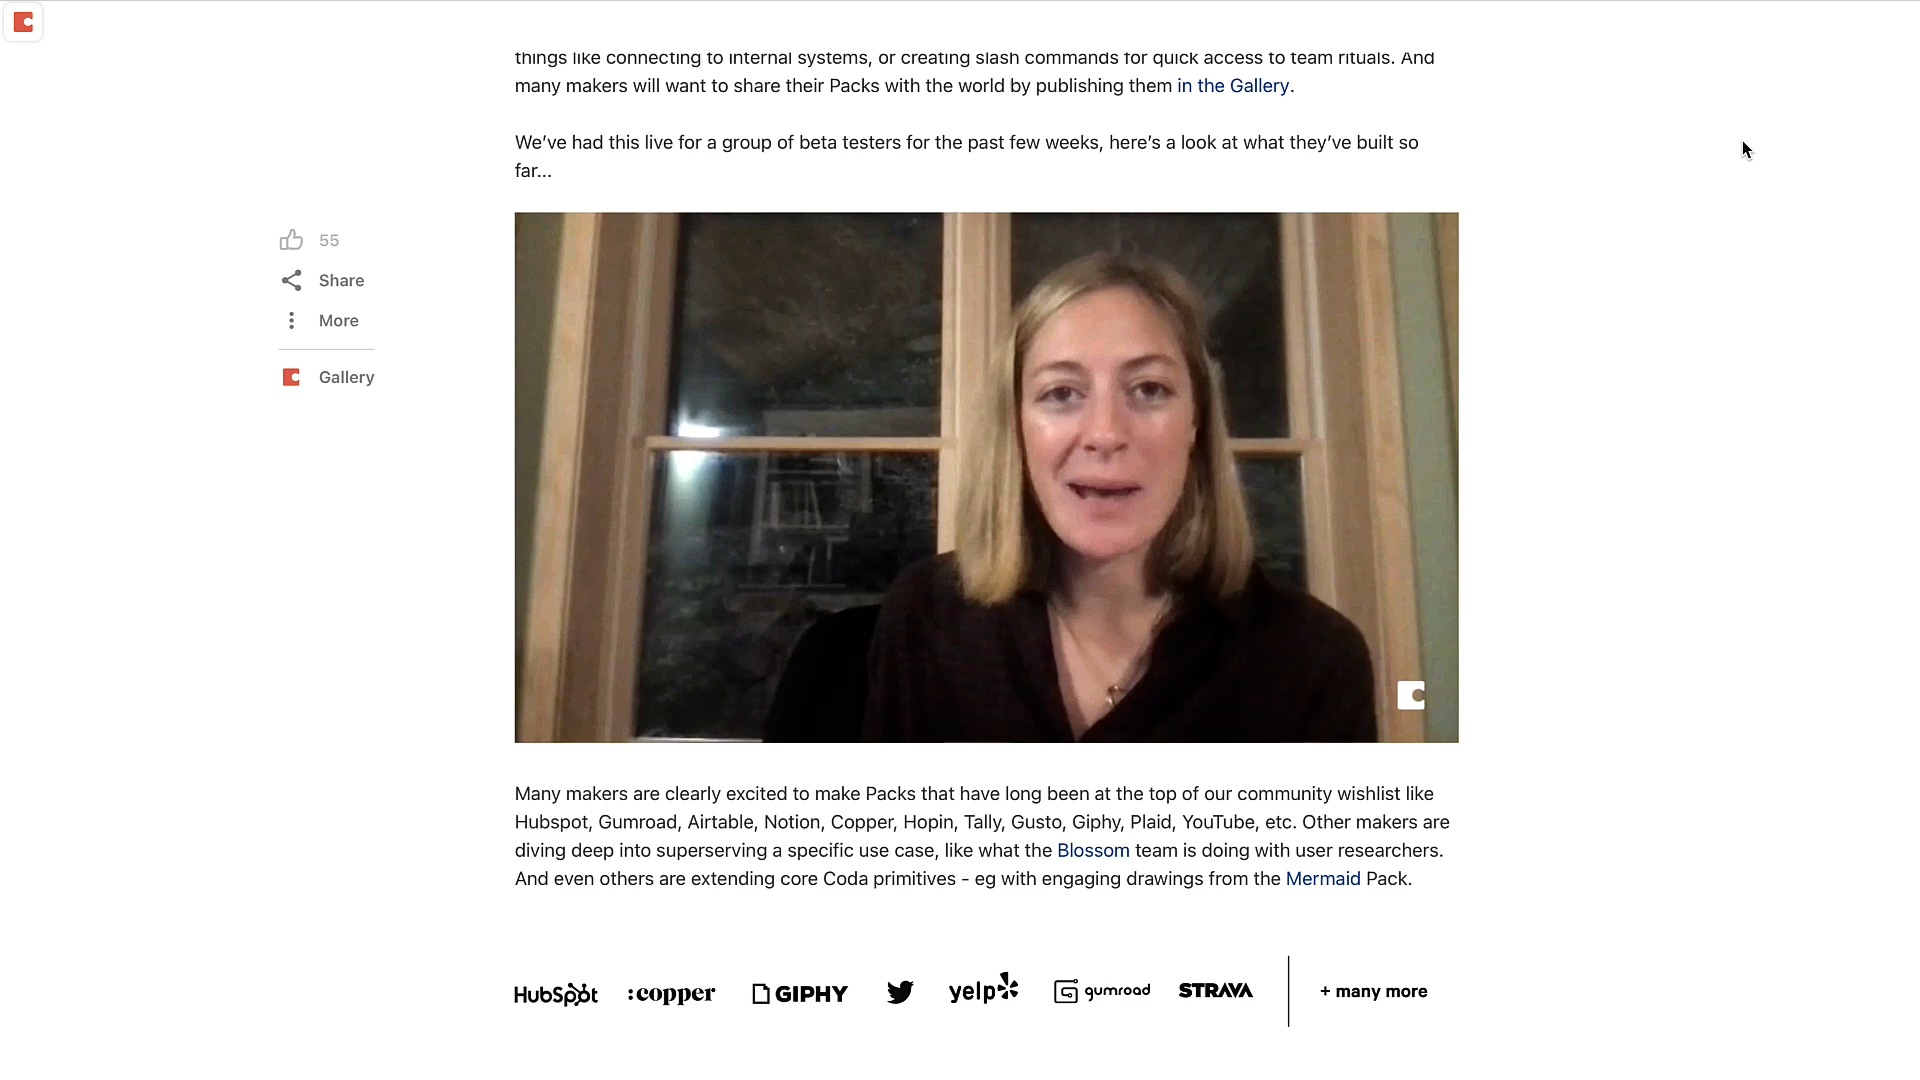 things like connecting to internal systems, or creating slash commands for quick access to team rituals. And
many makers will want to share their Packs with the world by publishing them in the Gallery.
We’ve had this live for a group of beta testers for the past few weeks, here’s a look at what they’ve built so
far...
55
Share
More
Gallery
Many makers are clearly excited to make Packs that have long been at the top of our community wishlist like
Hubspot, Gumroad, Airtable, Notion, Copper, Hopin, Tally, Gusto, Giphy, Plaid, YouTube, etc. Other makers are
diving deep into superserving a specific use case, like what the Blossom team is doing with user researchers.
And even others are extending core Coda primitives - eg with engaging drawings from the Mermaid Pack.
HubSpot :copper GIPHY yelp gumroad STRAVA + many more